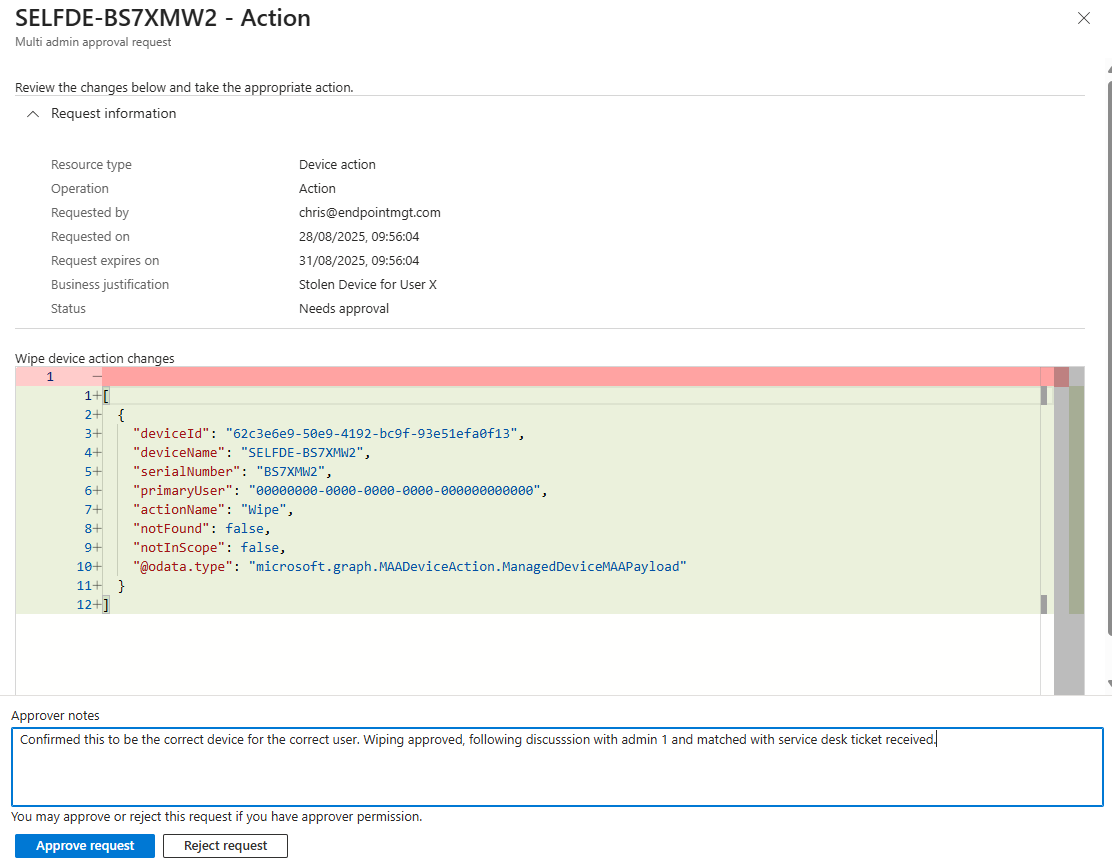 SELFDE-BS7XMW2 - Action
Multi admin approval request
Review the changes below and take the appropriate action.
Request information
Resource type Device action
Operation Action
Requested by chris@endpointmgt.com
Requested on 28/08/2025, 09:56:04
Request expires on 31/08/2025, 09:56:04
Business justification Stolen Device for User X
Status Needs approval
Wipe device action changes
1 −
1+ [
2+ {
3+ "deviceId": "62c3e6e9-50e9-4192-bc9f-93e51efa0f13",
4+ "deviceName": "SELFDE-BS7XMW2",
5+ "serialNumber": "BS7XMW2",
6+ "primaryUser": "00000000-0000-0000-0000-000000000000",
7+ "actionName": "Wipe",
8+ "notFound": false,
9+ "notInScope": false,
10+ "@odata.type": "microsoft.graph.MAADeviceAction.ManagedDeviceMAAPayload"
11+ }
12+ ]
Approver notes
Confirmed this to be the correct device for the correct user. Wiping approved, following discusssion with admin 1 and matched with service desk ticket received.
You may approve or reject this request if you have approver permission.
Approve request Reject request